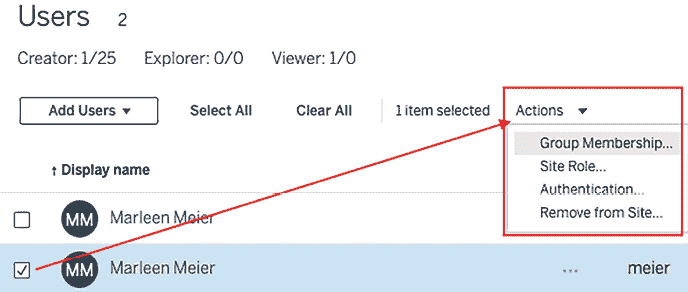 Users 2
Creator: 1/25 Explorer: 0/0 Viewer: 1/0
Add Users ▾ Select All Clear All 1 item selected Actions ▾
Group Membership...
Site Role...
Authentication...
Remove from Site...
↑ Display name
MM Marleen Meier
MM Marleen Meier ... meier